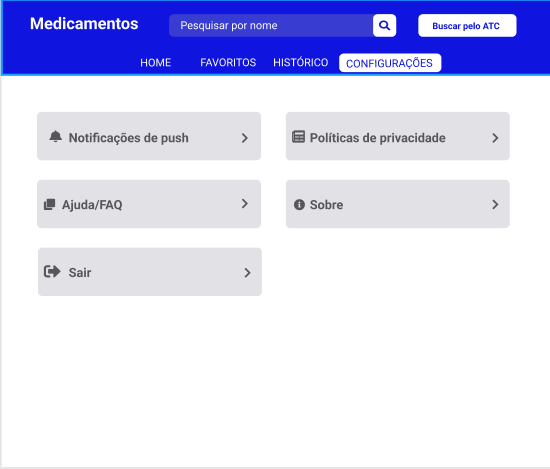 Medicamentos
Pesquisar por nome
Buscar pelo ATC
HOME
FAVORITOS
HISTÓRICO
CONFIGURAÇÕES
Notificações de push
Políticas de privacidade
Ajuda/FAQ
Sobre
Sair